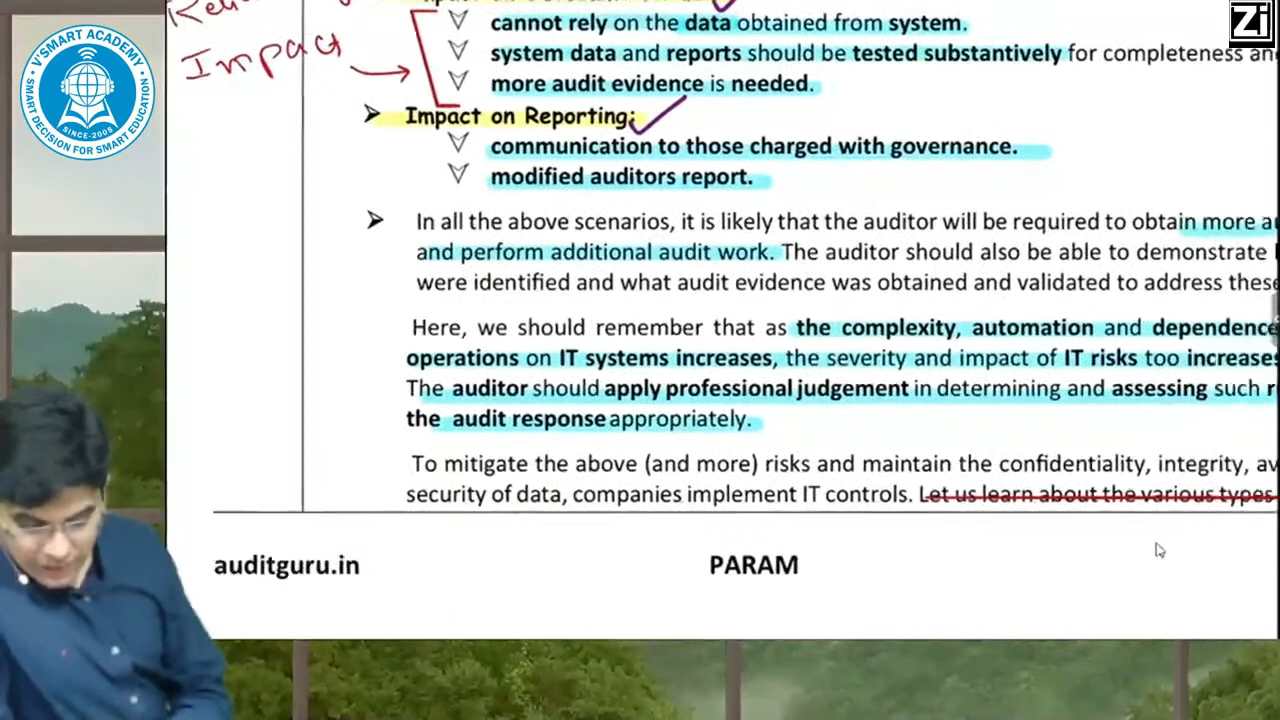 Impact
cannot rely on the data obtained from system.
system data and reports should be tested substantively for completeness
more audit evidence is needed.
Impact on Reporting:
communication to those charged with governance.
modified auditors report.
In all the above scenarios, it is likely that the auditor will be required to obtain more
and perform additional audit work. The auditor should also be able to demonstrate
were identified and what audit evidence was obtained and validated to address these
Here, we should remember that as the complexity, automation and dependence
operations on IT systems increases, the severity and impact of IT risks too increases
The auditor should apply professional judgement in determining and assessing such
the audit response appropriately.
To mitigate the above (and more) risks and maintain the confidentiality, integrity,
security of data, companies implement IT controls. Let us learn about the various types
auditguru.in PARAM
V'SMART ACADEMY
SMART DECISION FOR SMART EDUCATION
SINCE-2005
Zi